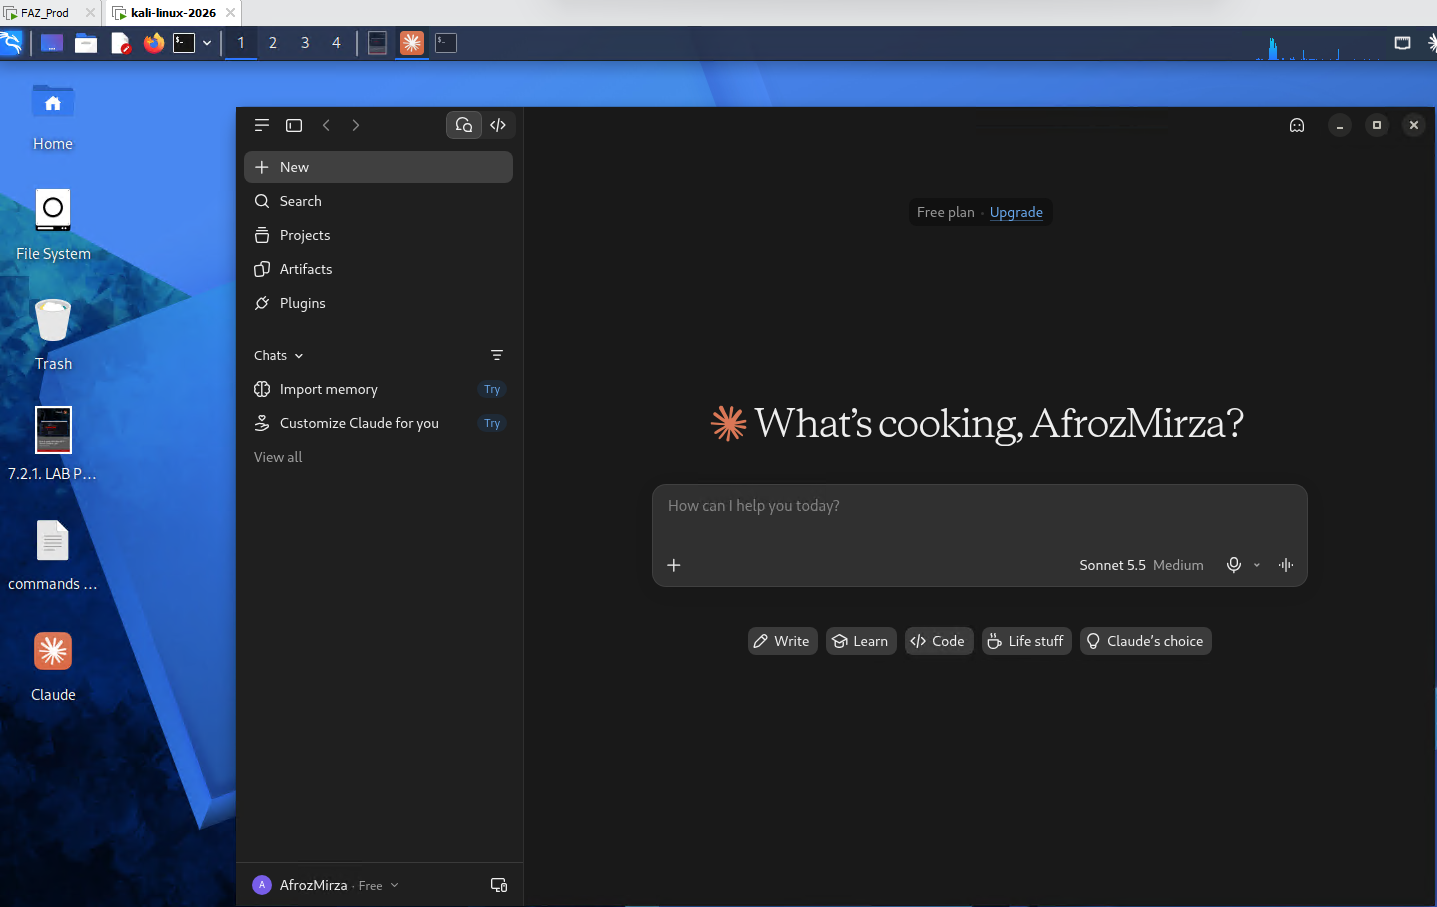 FAZ_Prod
kali-linux-2026
1
2
3
4
Home
File System
Trash
7.2.1. LAB P...
commands ...
Claude
New
Search
Projects
Artifacts
Plugins
Chats
Import memory Try
Customize Claude for you Try
View all
AfrozMirza · Free
A
Free plan · Upgrade
What's cooking, AfrozMirza?
How can I help you today?
Sonnet 5.5 Medium
Write
Learn
Code
Life stuff
Claude's choice